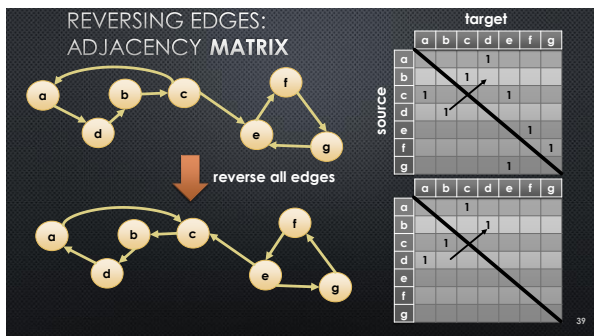 REVERSING EDGES:
ADJACENCY MATRIX
target
a b c d e f g
a 1
b 1
c 1 1
d 1
e 1
f 1
g 1
source
a b c d e f g
reverse all edges
a b c d e f g
a 1
b 1
c 1
d 1
e
f
g
a b c d e f g
39